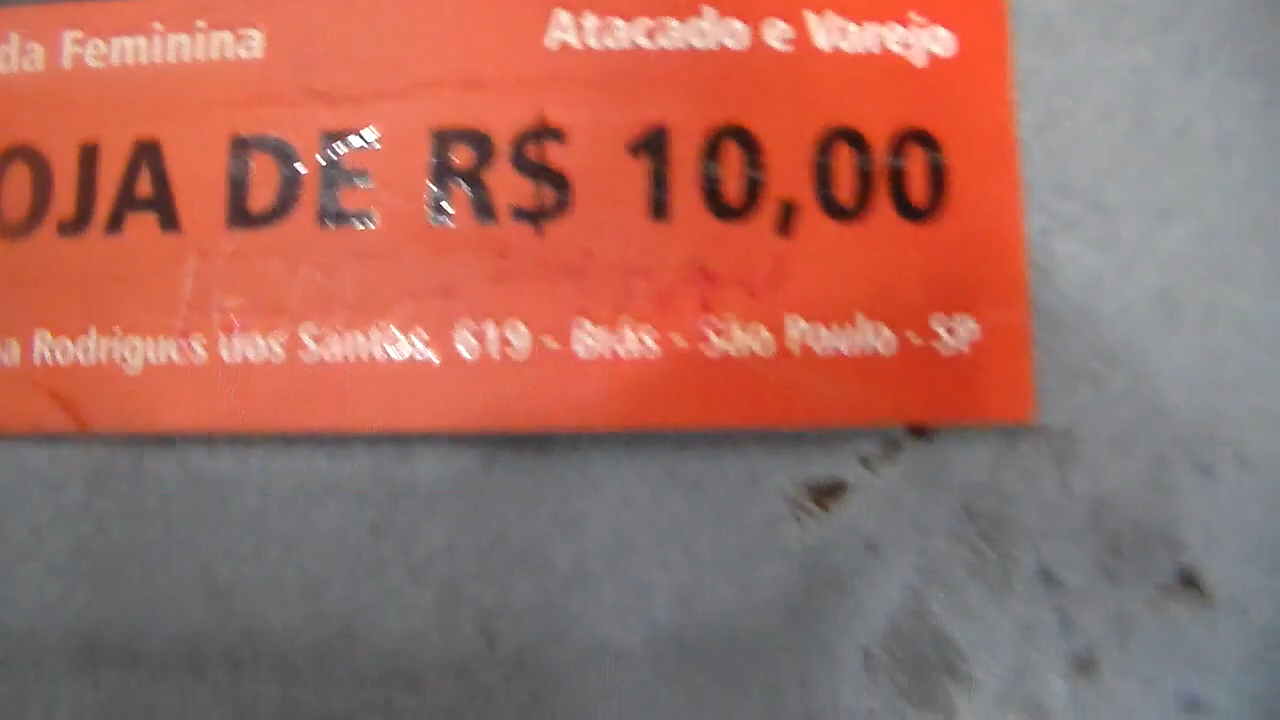 da Feminina Atacado e Varejo
OJA DE R$ 10,00
a Rodrigues dos Santos, 619 - Brás - São Paulo - SP